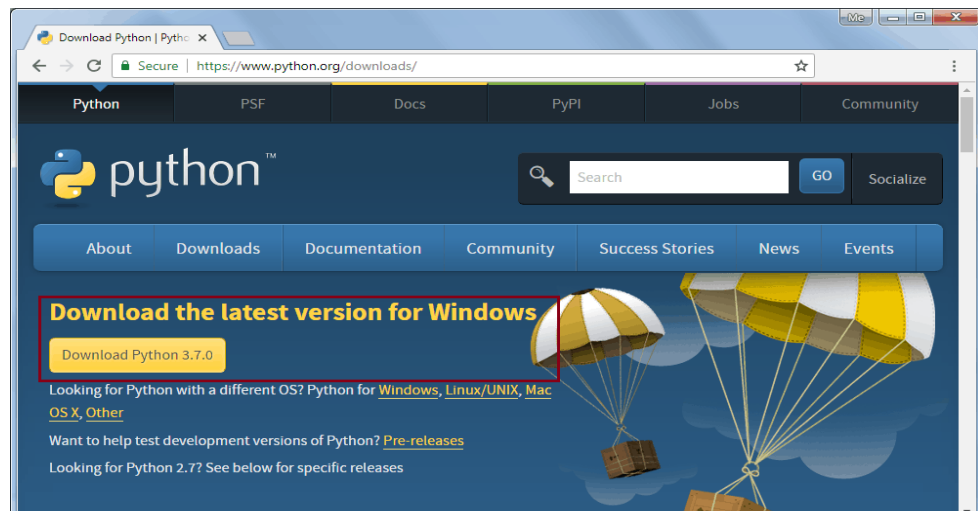 Me
Download Python | Pytho
Secure | https://www.python.org/downloads/
Python PSF Docs PyPI Jobs Community
python™
Search GO Socialize
About Downloads Documentation Community Success Stories News Events
Download the latest version for Windows
Download Python 3.7.0
Looking for Python with a different OS? Python for Windows, Linux/UNIX, Mac
OS X, Other
Want to help test development versions of Python? Pre-releases
Looking for Python 2.7? See below for specific releases